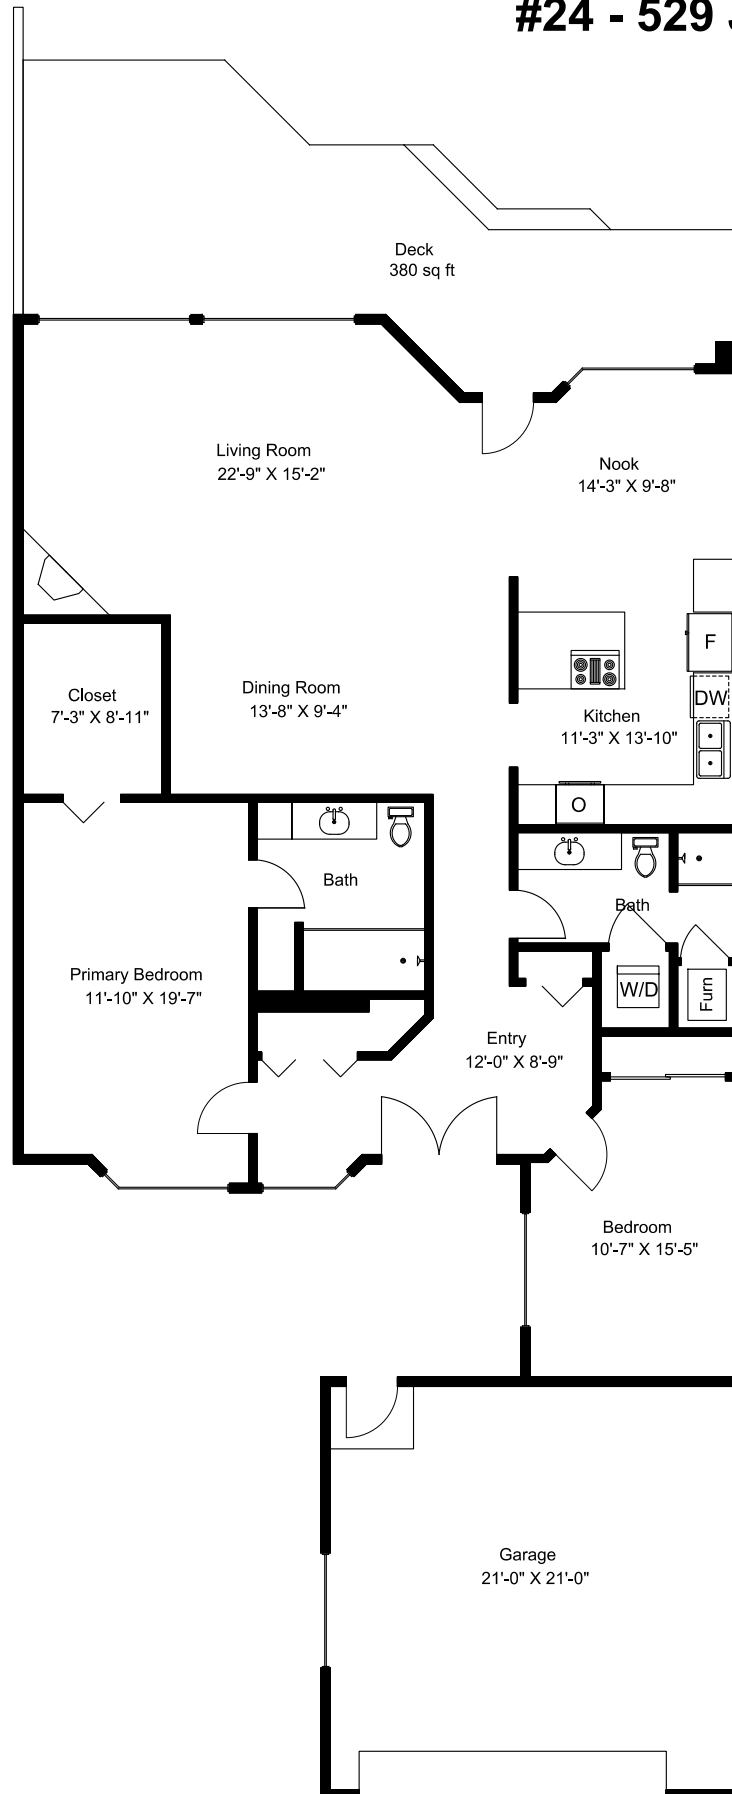 #24 - 529
Deck
380 sq ft
Living Room
22'-9" X 15'-2"
Nook
14'-3" X 9'-8"
F
Closet
7'-3" X 8'-11"
Dining Room
13'-8" X 9'-4"
DW
Kitchen
11'-3" X 13'-10"
O
Bath
Bath
Primary Bedroom
11'-10" X 19'-7"
W/D
Furn
Entry
12'-0" X 8'-9"
Bedroom
10'-7" X 15'-5"
Garage
21'-0" X 21'-0"